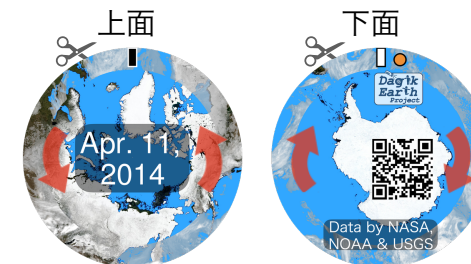 上面
下面
Apr. 11,
2014
Dagik
Earth
Project
Data by NASA,
NOAA & USGS